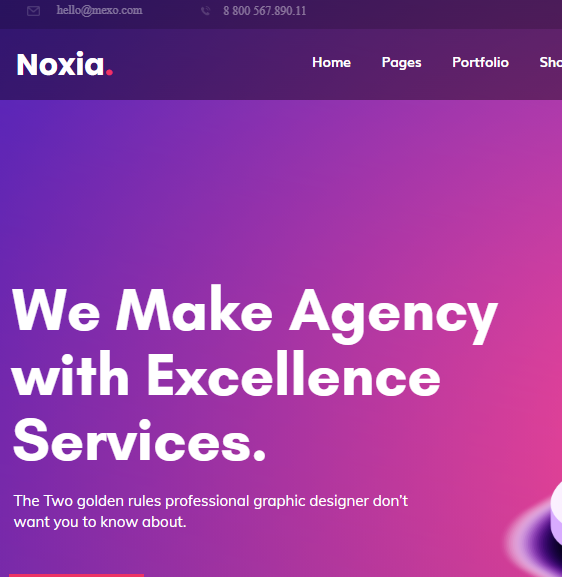 hello@mexo.com 8 800 567.890.11
Noxia. Home Pages Portfolio Sho
We Make Agency
with Excellence
Services.
The Two golden rules professional graphic designer don't
want you to know about.